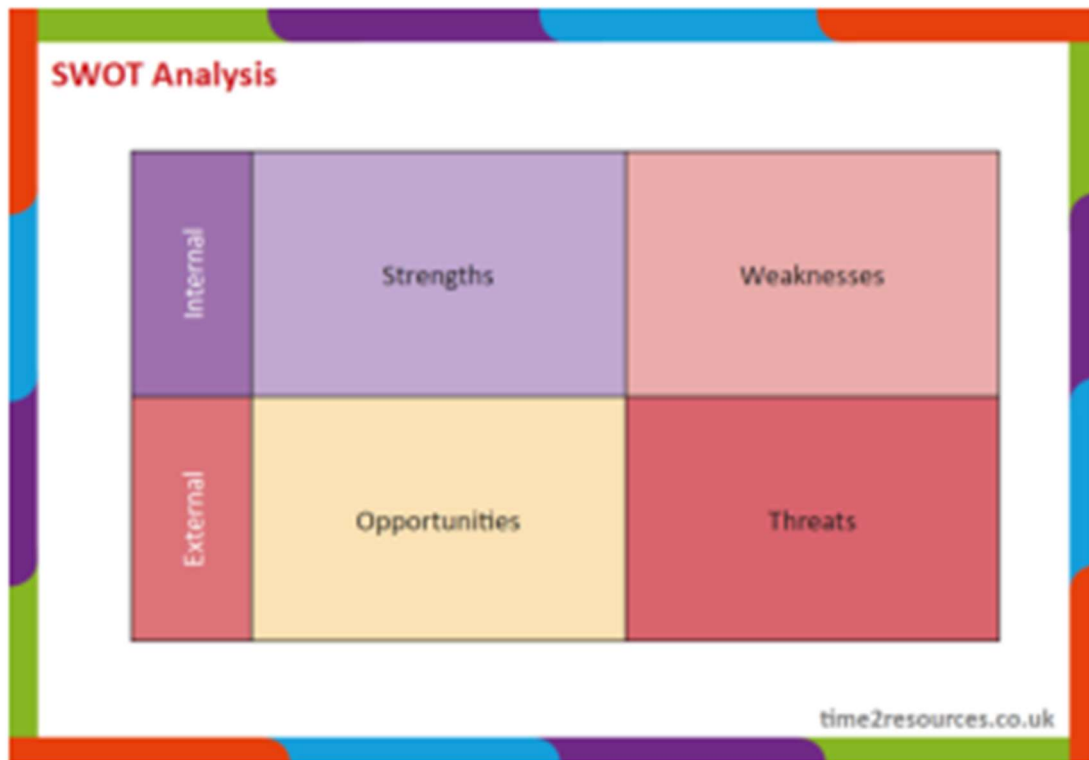 SWOT Analysis
Internal
Strengths
Weaknesses
External
Opportunities
Threats
time2resources.co.uk